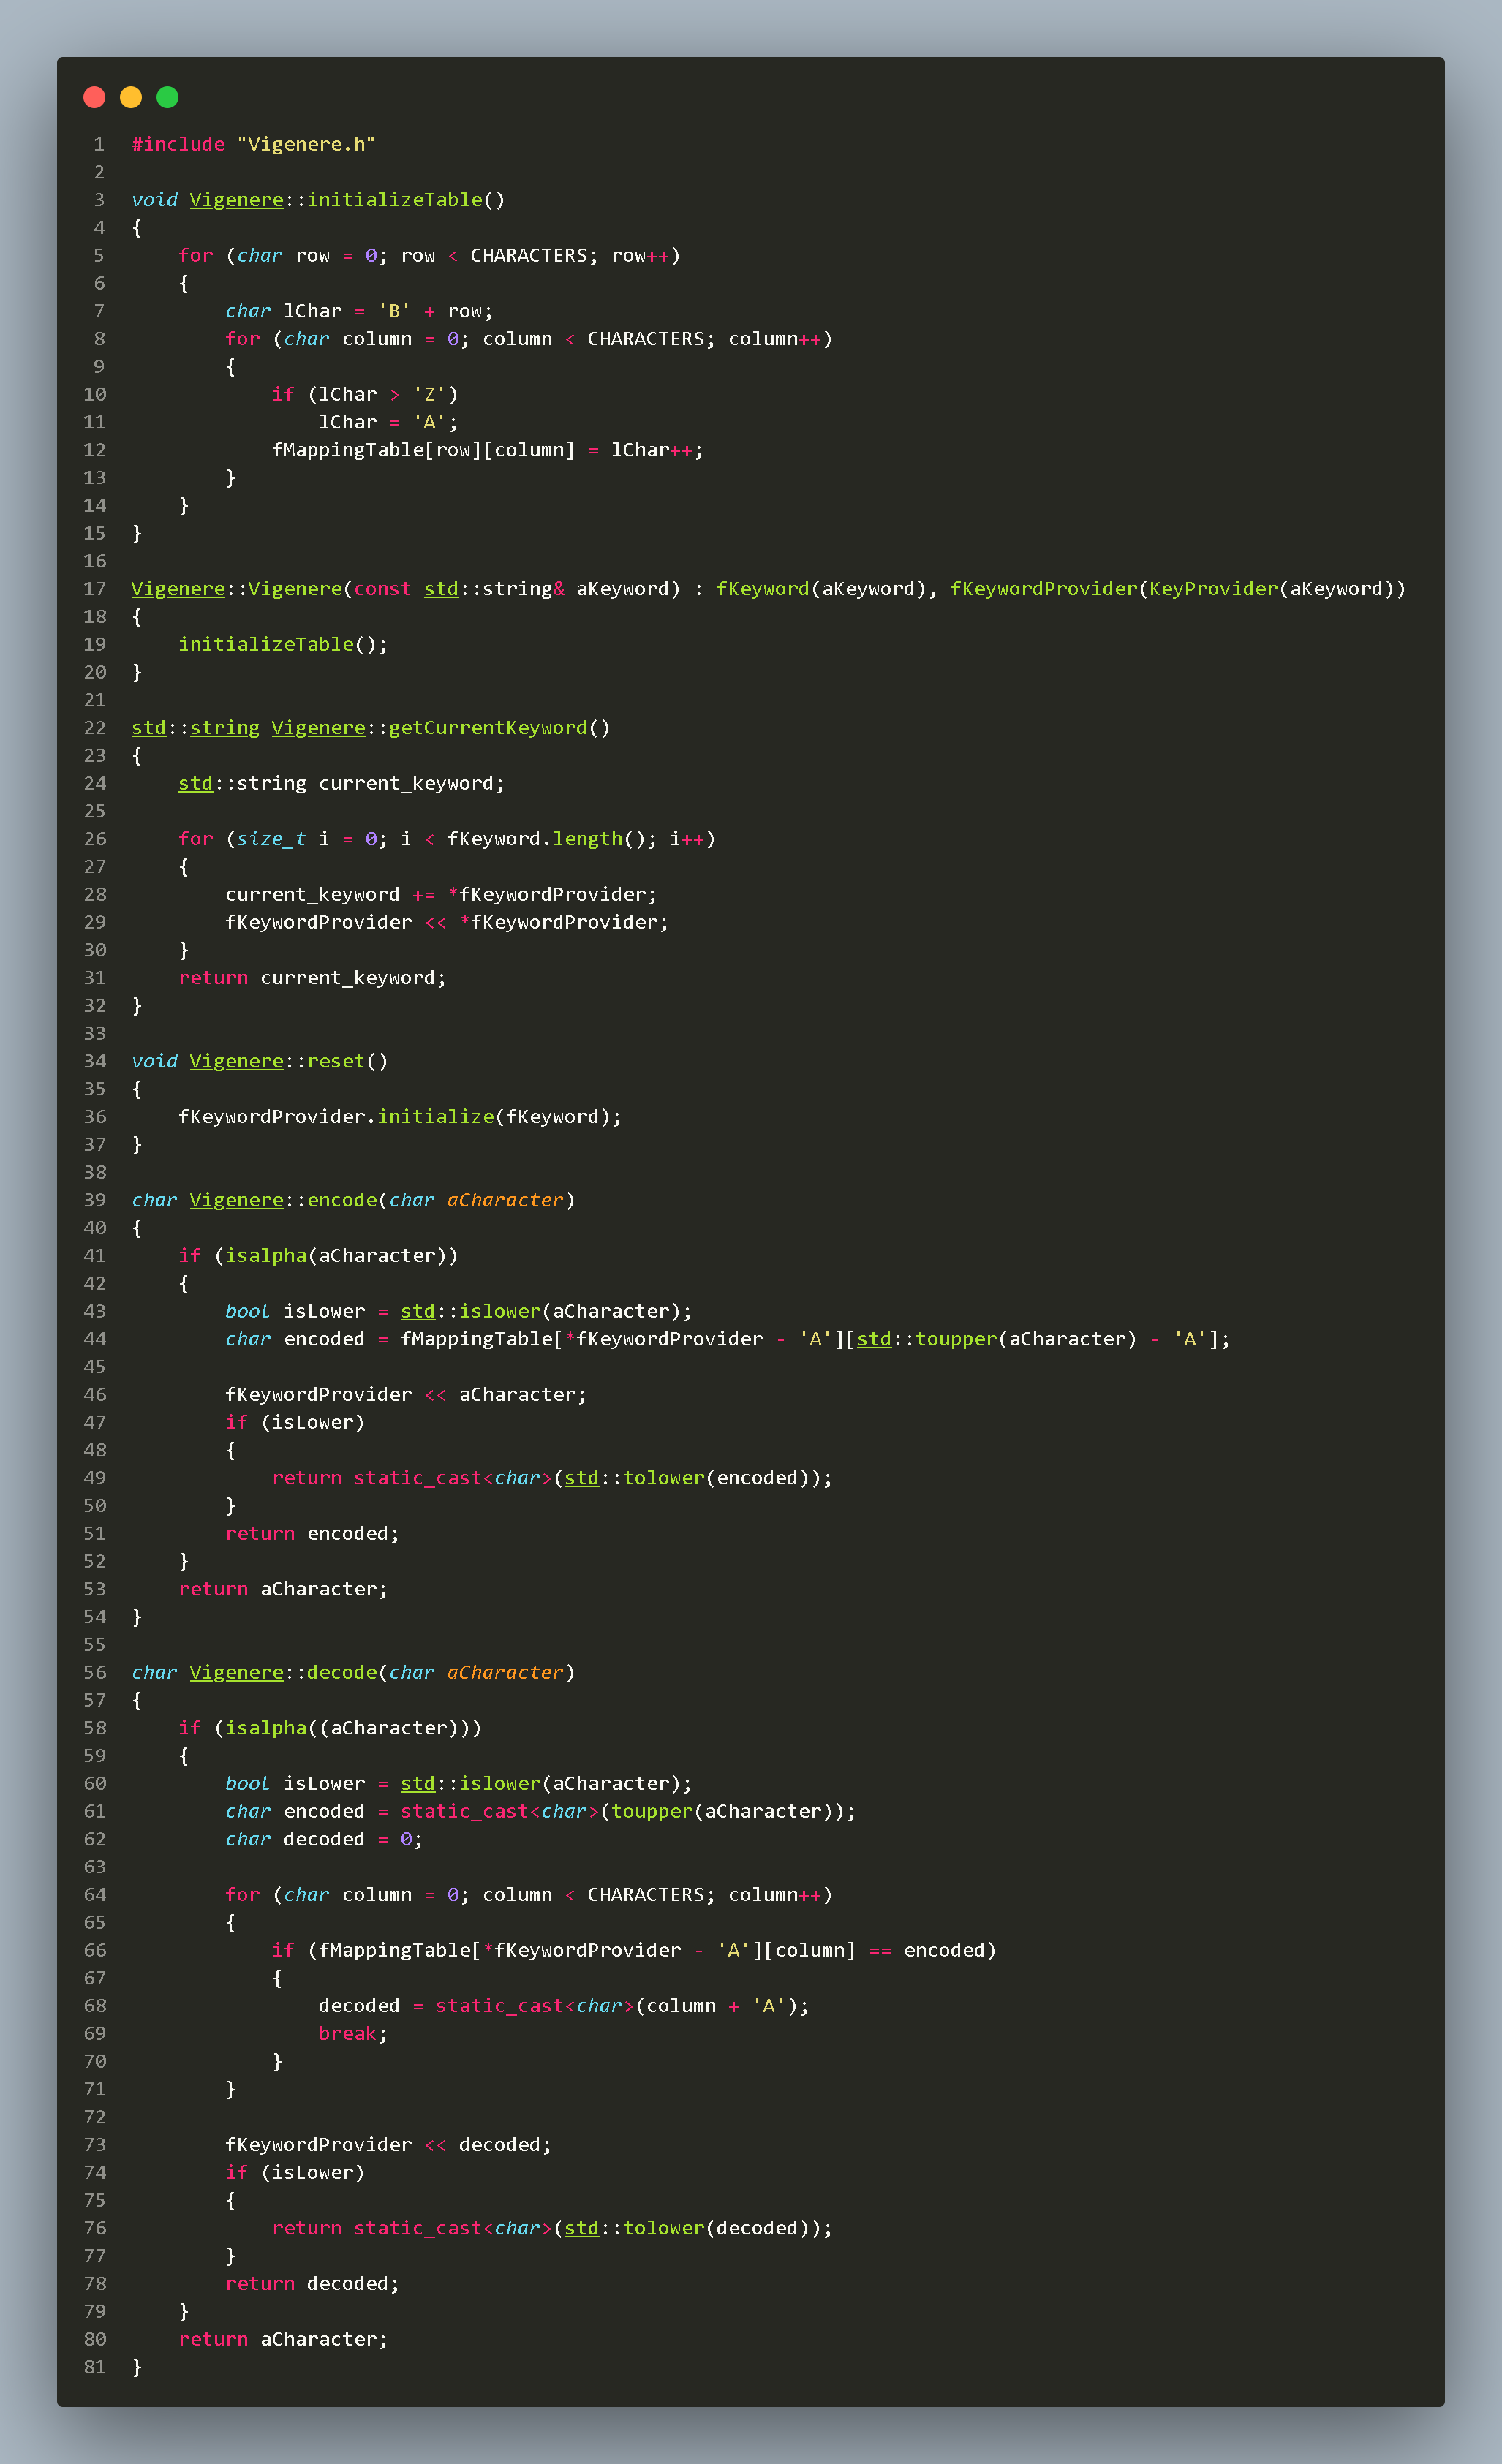 1 #include "Vigenere.h"
2
3 void Vigenere::initializeTable()
4 {
5     for (char row = 0; row < CHARACTERS; row++)
6     {
7         char lChar = 'B' + row;
8         for (char column = 0; column < CHARACTERS; column++)
9         {
10             if (lChar > 'Z')
11                 lChar = 'A';
12             fMappingTable[row][column] = lChar++;
13         }
14     }
15 }
16
17 Vigenere::Vigenere(const std::string& aKeyword) : fKeyword(aKeyword), fKeywordProvider(KeyProvider(aKeyword))
18 {
19     initializeTable();
20 }
21
22 std::string Vigenere::getCurrentKeyword()
23 {
24     std::string current_keyword;
25
26     for (size_t i = 0; i < fKeyword.length(); i++)
27     {
28         current_keyword += *fKeywordProvider;
29         fKeywordProvider << *fKeywordProvider;
30     }
31     return current_keyword;
32 }
33
34 void Vigenere::reset()
35 {
36     fKeywordProvider.initialize(fKeyword);
37 }
38
39 char Vigenere::encode(char aCharacter)
40 {
41     if (isalpha(aCharacter))
42     {
43         bool isLower = std::islower(aCharacter);
44         char encoded = fMappingTable[*fKeywordProvider - 'A'][std::toupper(aCharacter) - 'A'];
45
46         fKeywordProvider << aCharacter;
47         if (isLower)
48         {
49             return static_cast<char>(std::tolower(encoded));
50         }
51         return encoded;
52     }
53     return aCharacter;
54 }
55
56 char Vigenere::decode(char aCharacter)
57 {
58     if (isalpha((aCharacter)))
59     {
60         bool isLower = std::islower(aCharacter);
61         char encoded = static_cast<char>(toupper(aCharacter));
62         char decoded = 0;
63
64         for (char column = 0; column < CHARACTERS; column++)
65         {
66             if (fMappingTable[*fKeywordProvider - 'A'][column] == encoded)
67             {
68                 decoded = static_cast<char>(column + 'A');
69                 break;
70             }
71         }
72
73         fKeywordProvider << decoded;
74         if (isLower)
75         {
76             return static_cast<char>(std::tolower(decoded));
77         }
78         return decoded;
79     }
80     return aCharacter;
81 }